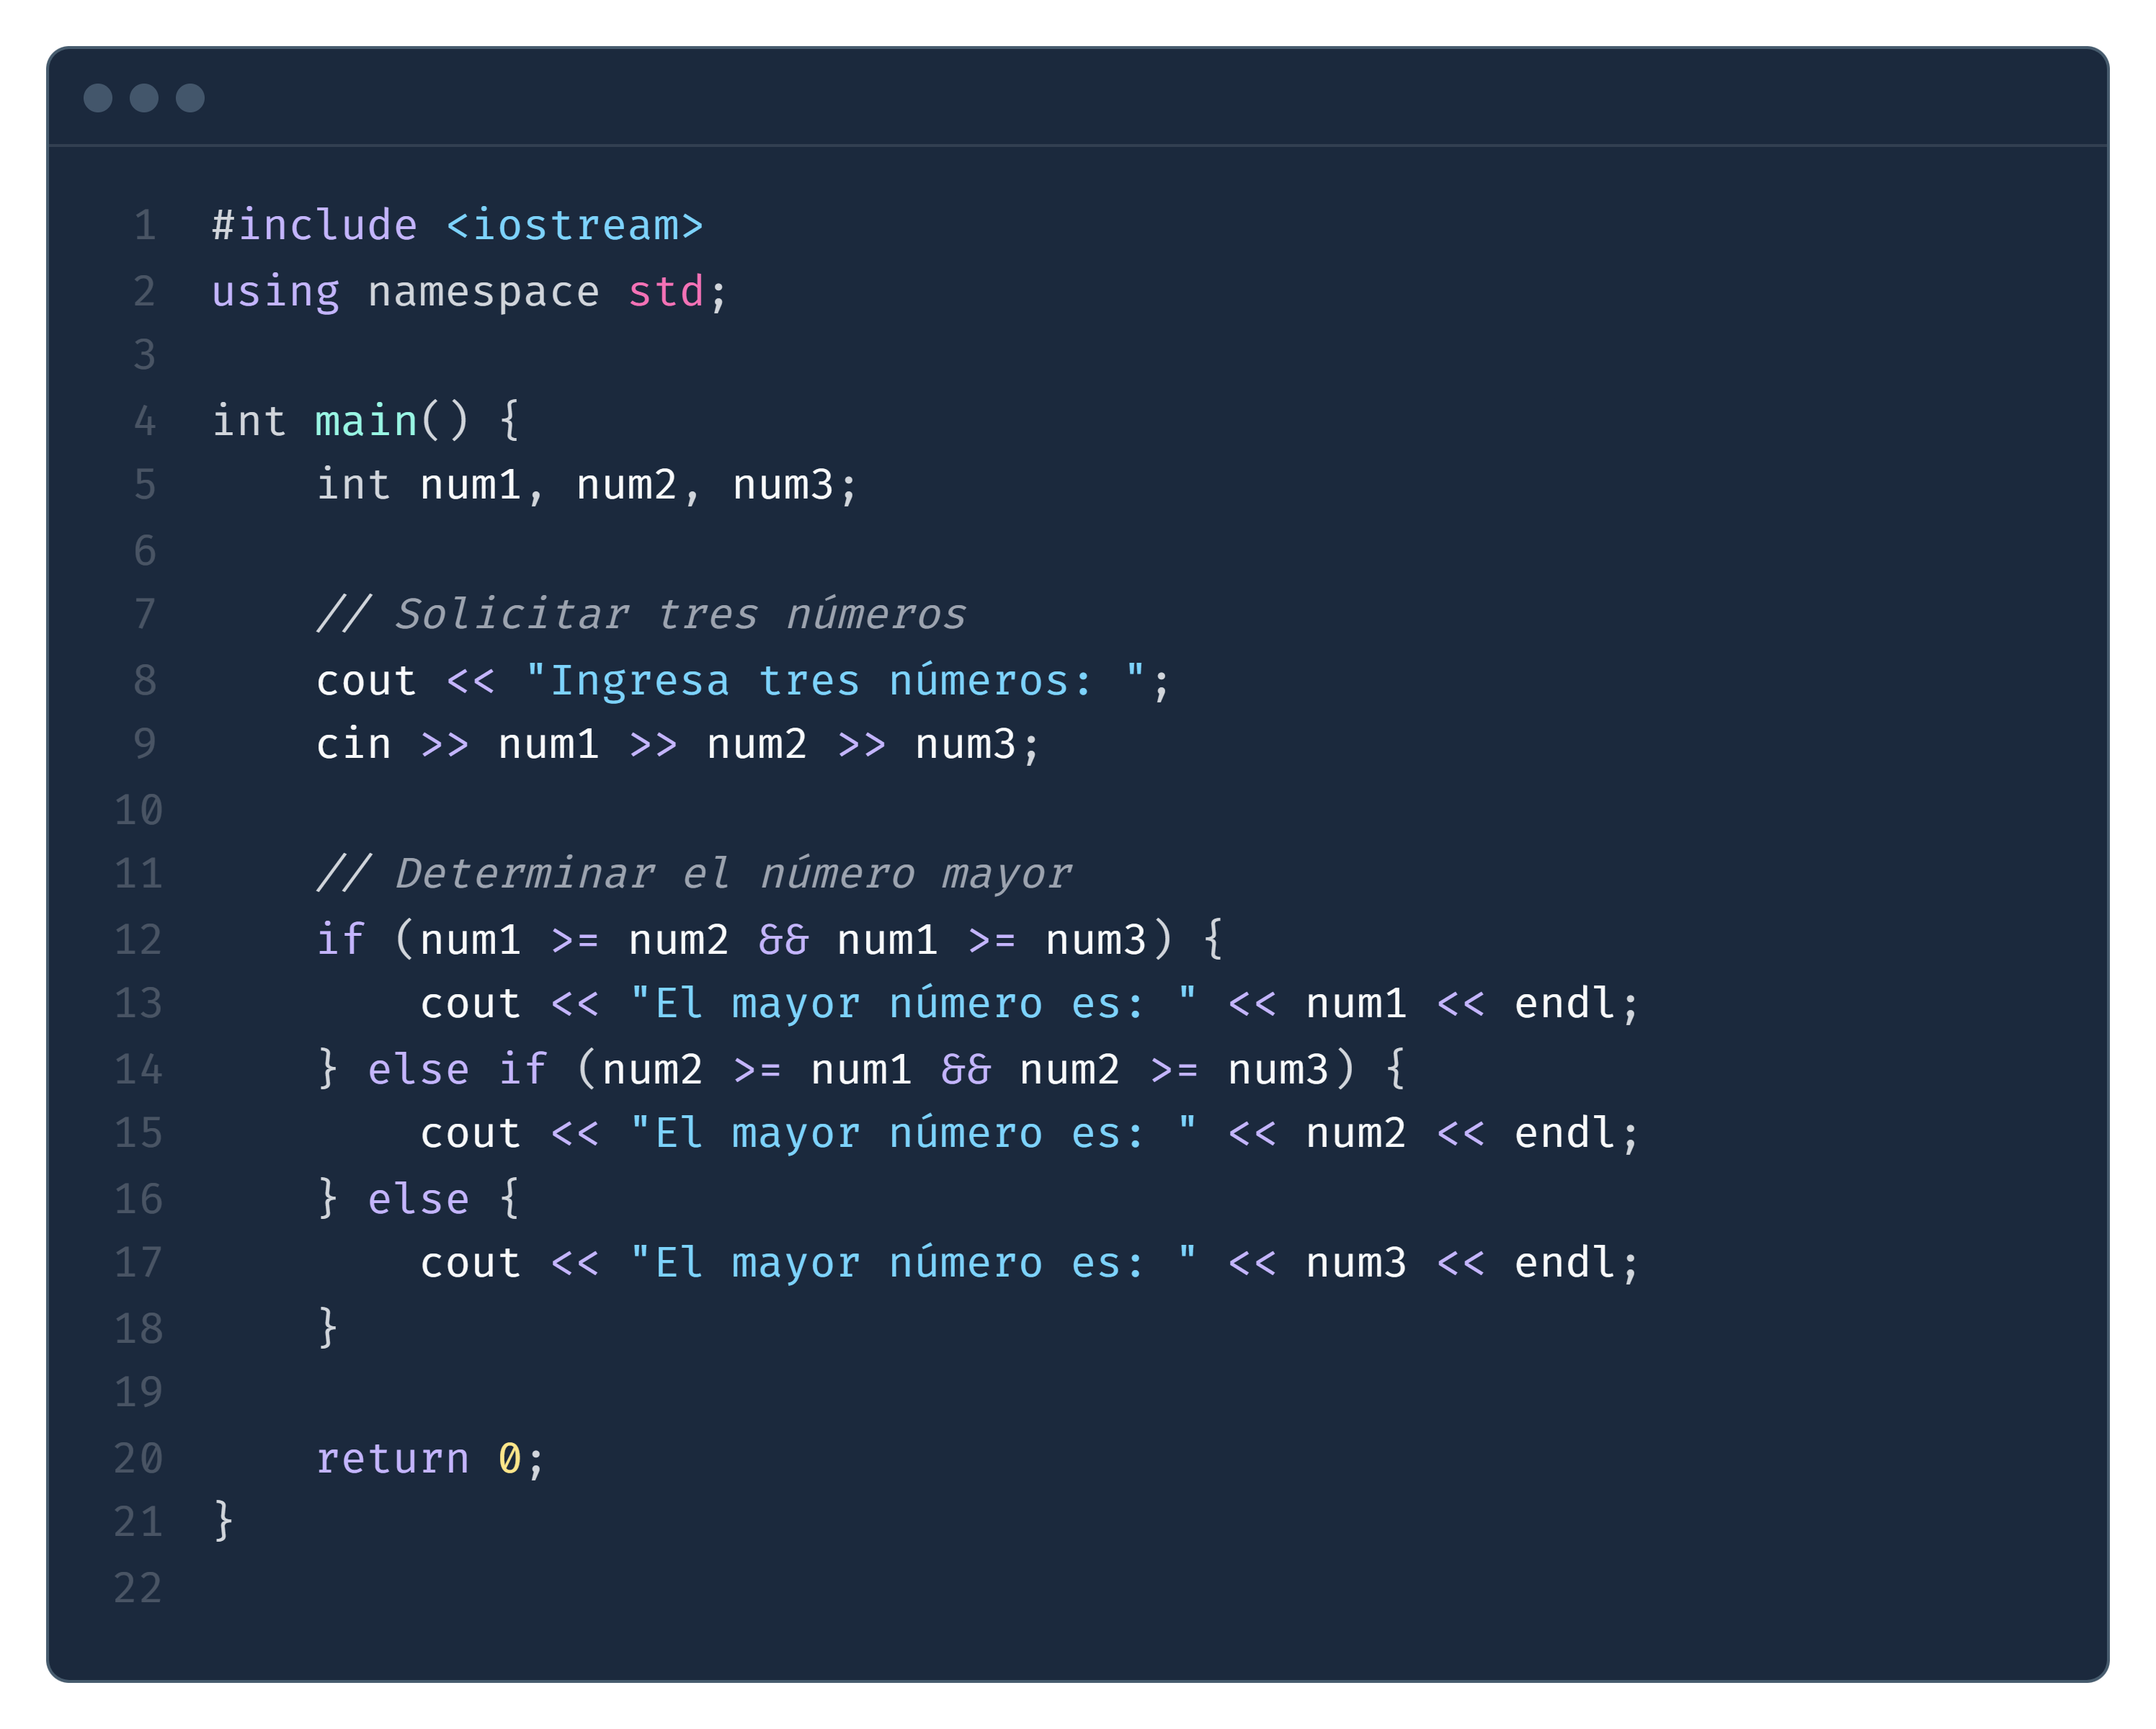 1 #include <iostream>
2 using namespace std;
3
4 int main() {
5     int num1, num2, num3;
6
7     // Solicitar tres números
8     cout << "Ingresa tres números: ";
9     cin >> num1 >> num2 >> num3;
10
11     // Determinar el número mayor
12     if (num1 >= num2 && num1 >= num3) {
13         cout << "El mayor número es: " << num1 << endl;
14     } else if (num2 >= num1 && num2 >= num3) {
15         cout << "El mayor número es: " << num2 << endl;
16     } else {
17         cout << "El mayor número es: " << num3 << endl;
18     }
19
20     return 0;
21 }
22